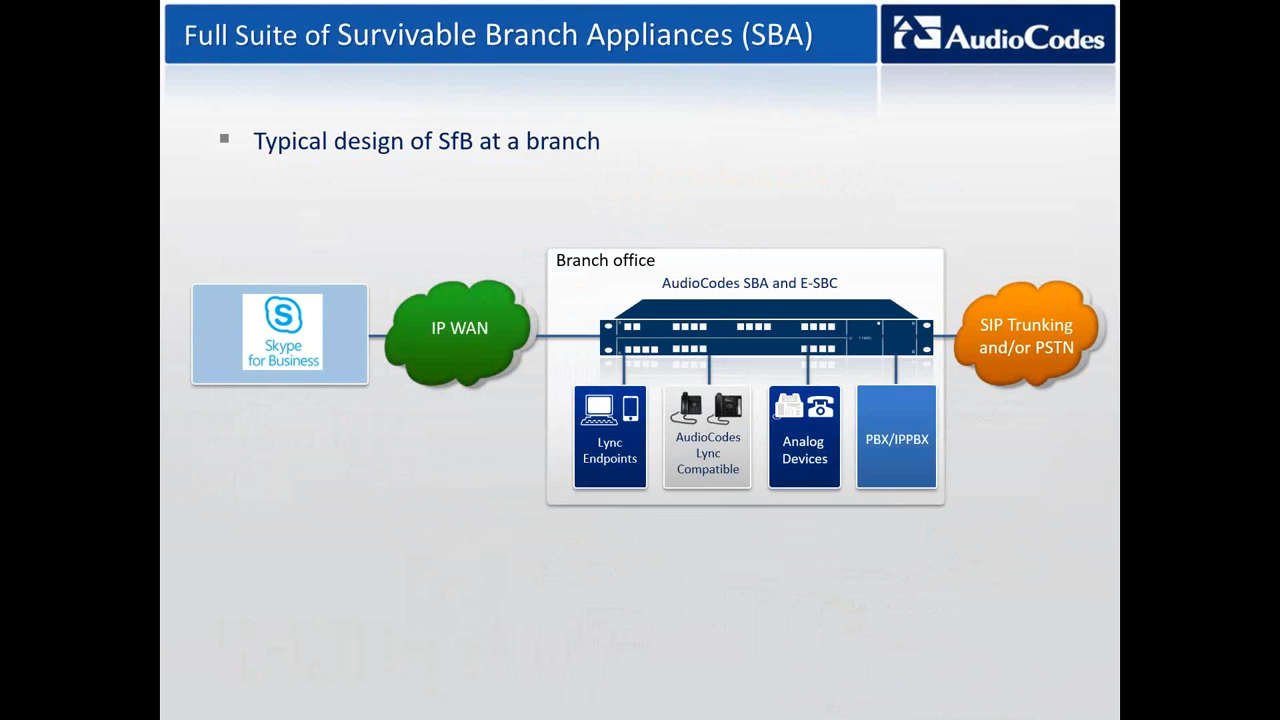 Full Suite of Survivable Branch Appliances (SBA)
AudioCodes
Typical design of SfB at a branch
Branch office
AudioCodes SBA and E-SBC
S
Skype
for Business
IP WAN
SIP Trunking
and/or PSTN
Lync
Endpoints
AudioCodes
Lync
Compatible
Analog
Devices
PBX/IPPBX